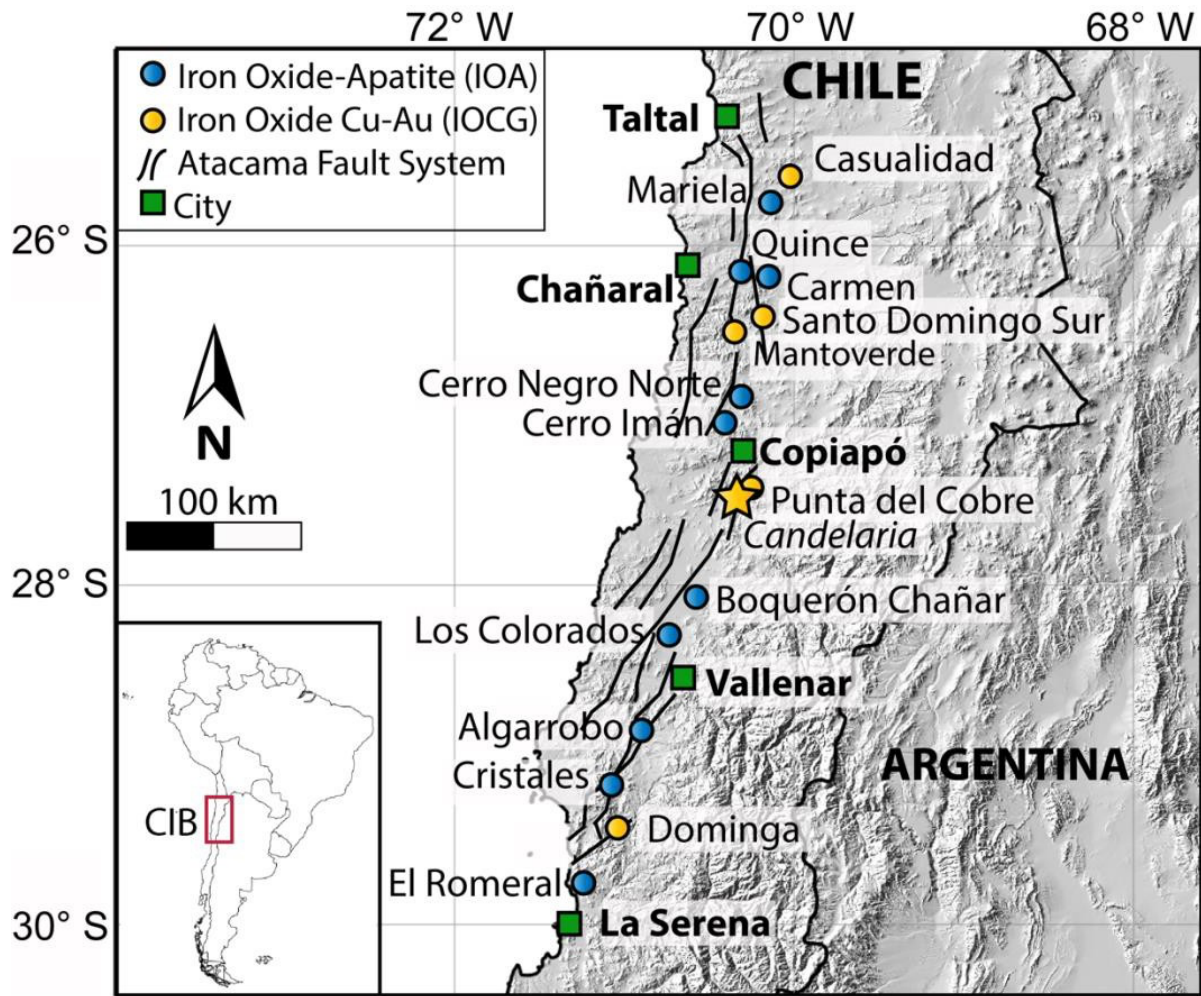 72° W
70° W
68° W
Iron Oxide-Apatite (IOA)
Iron Oxide Cu-Au (IOCG)
Atacama Fault System
City
CHILE
Taltal
Casualidad
Mariela
26° S
Quince
Chañaral
Carmen
Santo Domingo Sur
Mantoverde
Cerro Negro Norte
Cerro Imán
N
Copiapó
100 km
Punta del Cobre
Candelaria
28° S
Boquerón Chañar
Los Colorados
Vallenar
Algarrobo
ARGENTINA
Cristales
CIB
Dominga
El Romeral
30° S
La Serena